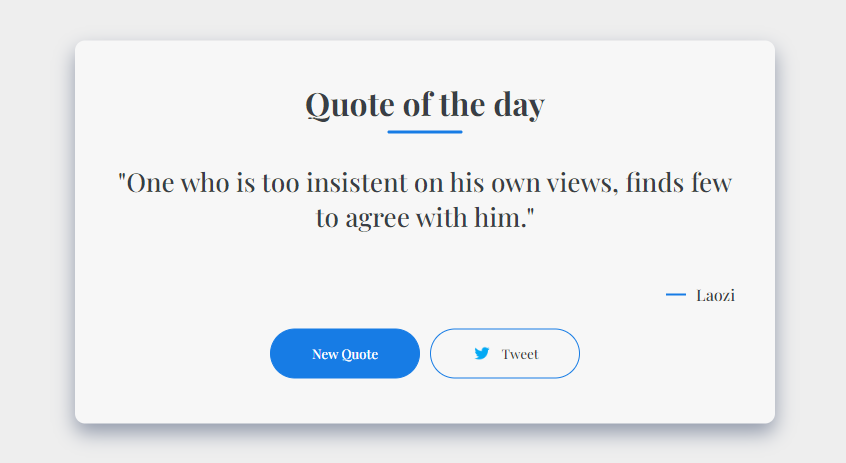 Quote of the day
"One who is too insistent on his own views, finds few
to agree with him."
Laozi
New Quote
Tweet